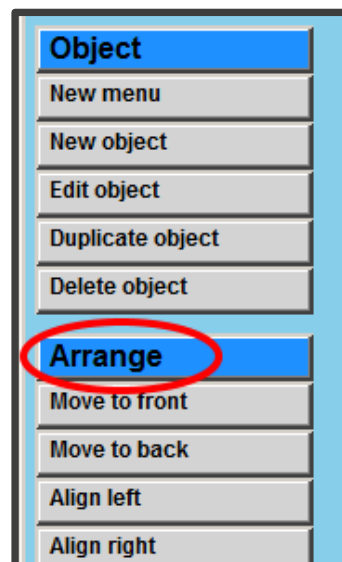 Object
New menu
New object
Edit object
Duplicate object
Delete object
Arrange
Move to front
Move to back
Align left
Align right